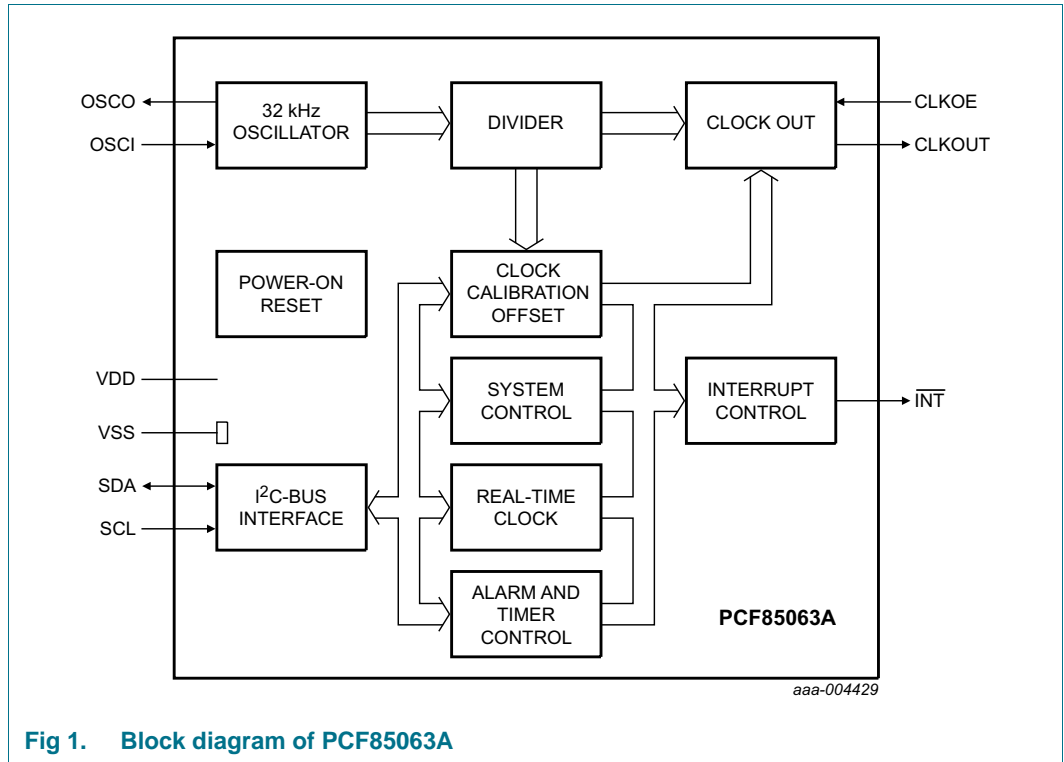 OSCO
OSCI
32 kHz
OSCILLATOR
DIVIDER
CLOCK OUT
CLKOE
CLKOUT
POWER-ON
RESET
CLOCK
CALIBRATION
OFFSET
VDD
VSS
SYSTEM
CONTROL
INTERRUPT
CONTROL
INT
SDA
SCL
I2C-BUS
INTERFACE
REAL-TIME
CLOCK
ALARM AND
TIMER
CONTROL
PCF85063A
aaa-004429
Fig 1. Block diagram of PCF85063A